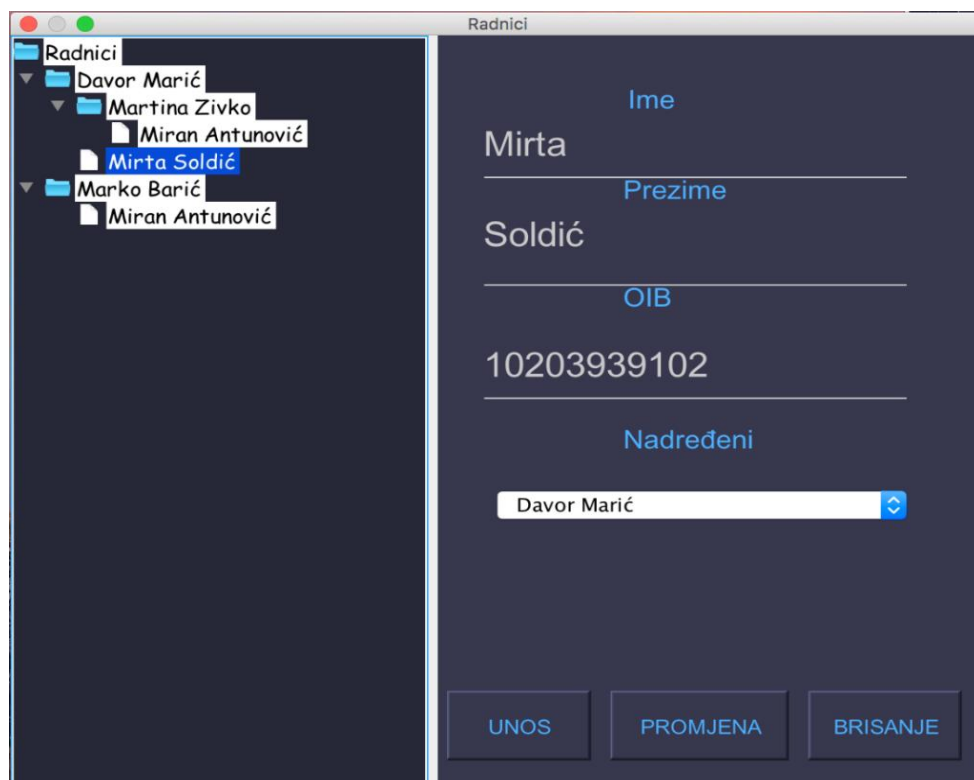 Radnici
Radnici
Davor Marić
Martina Zivko
Miran Antunović
Mirta Soldić
Marko Barić
Miran Antunović
Ime
Mirta
Prezime
Soldić
OIB
10203939102
Nadređeni
Davor Marić
UNOS
PROMJENA
BRISANJE